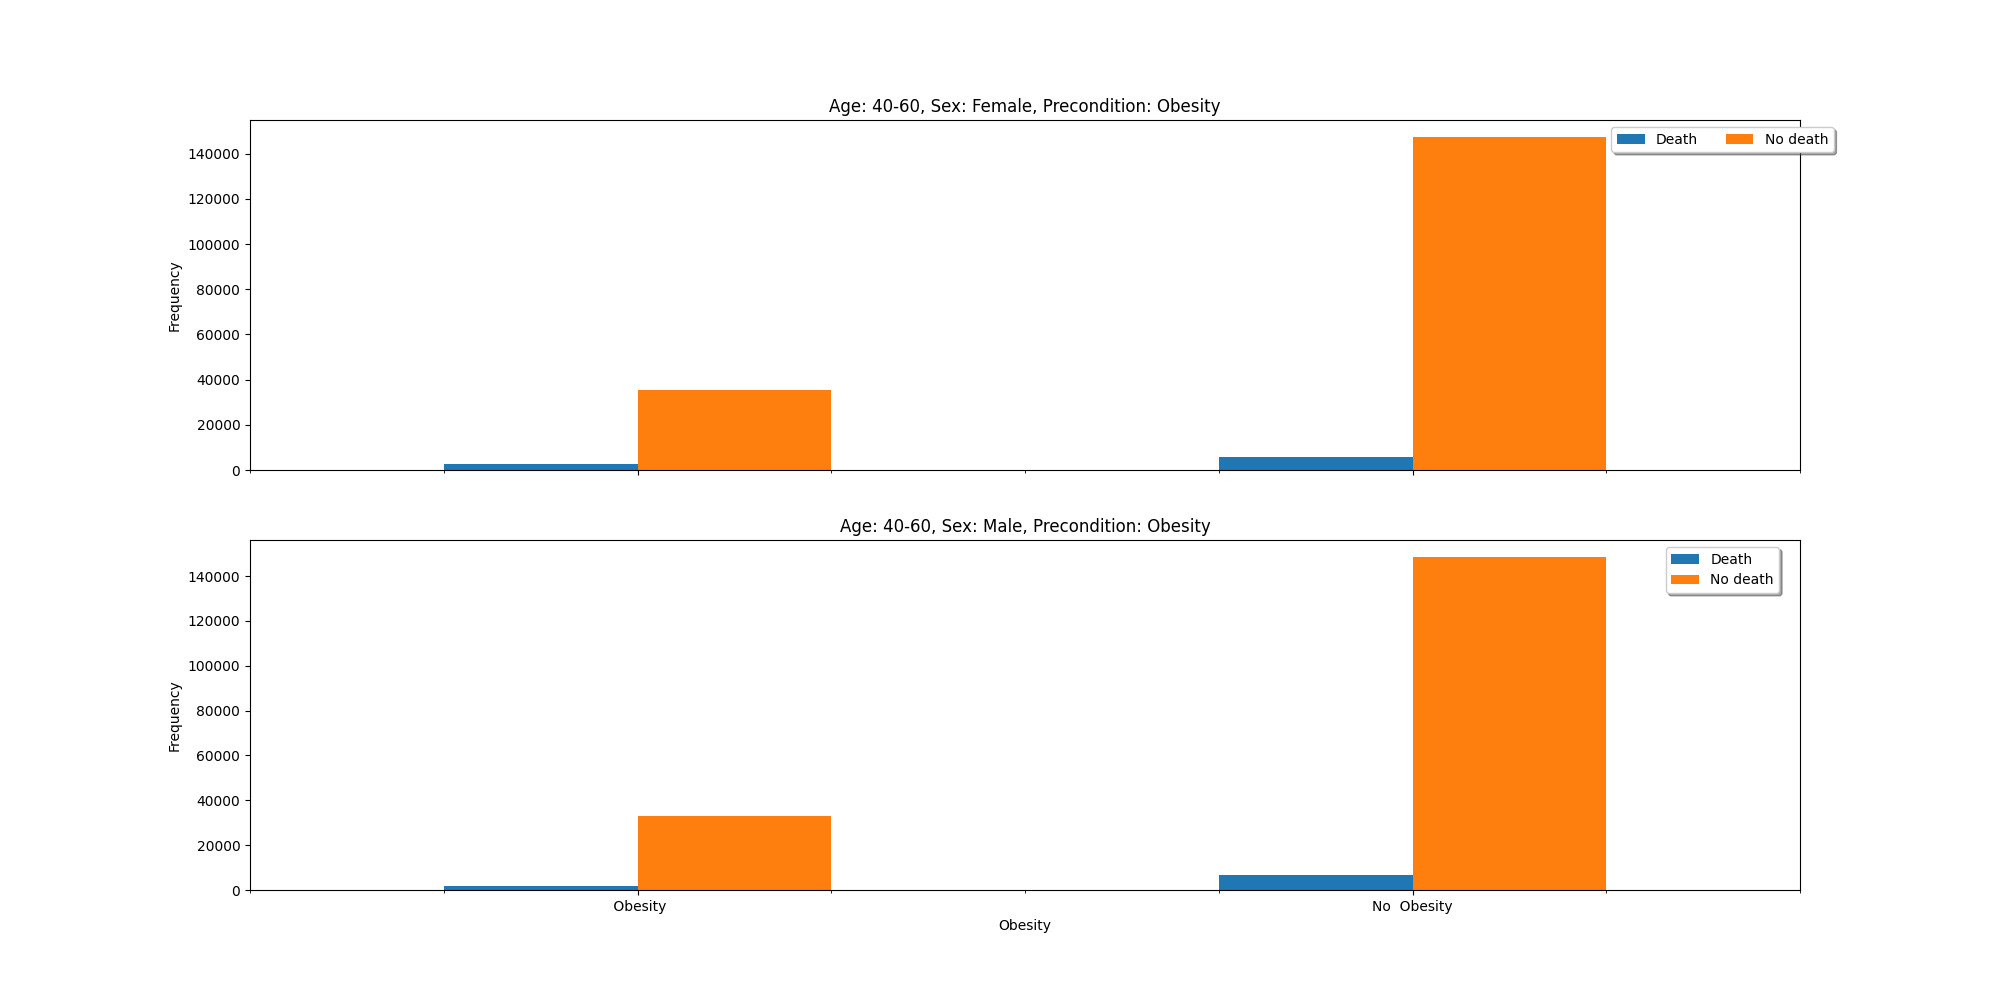 Age: 40-60, Sex: Female, Precondition: Obesity
Death No death
140000
120000
100000
80000
60000
40000
20000
0
Frequency
Age: 40-60, Sex: Male, Precondition: Obesity
Death
No death
140000
120000
100000
80000
60000
40000
20000
0
Frequency
Obesity No  Obesity
Obesity